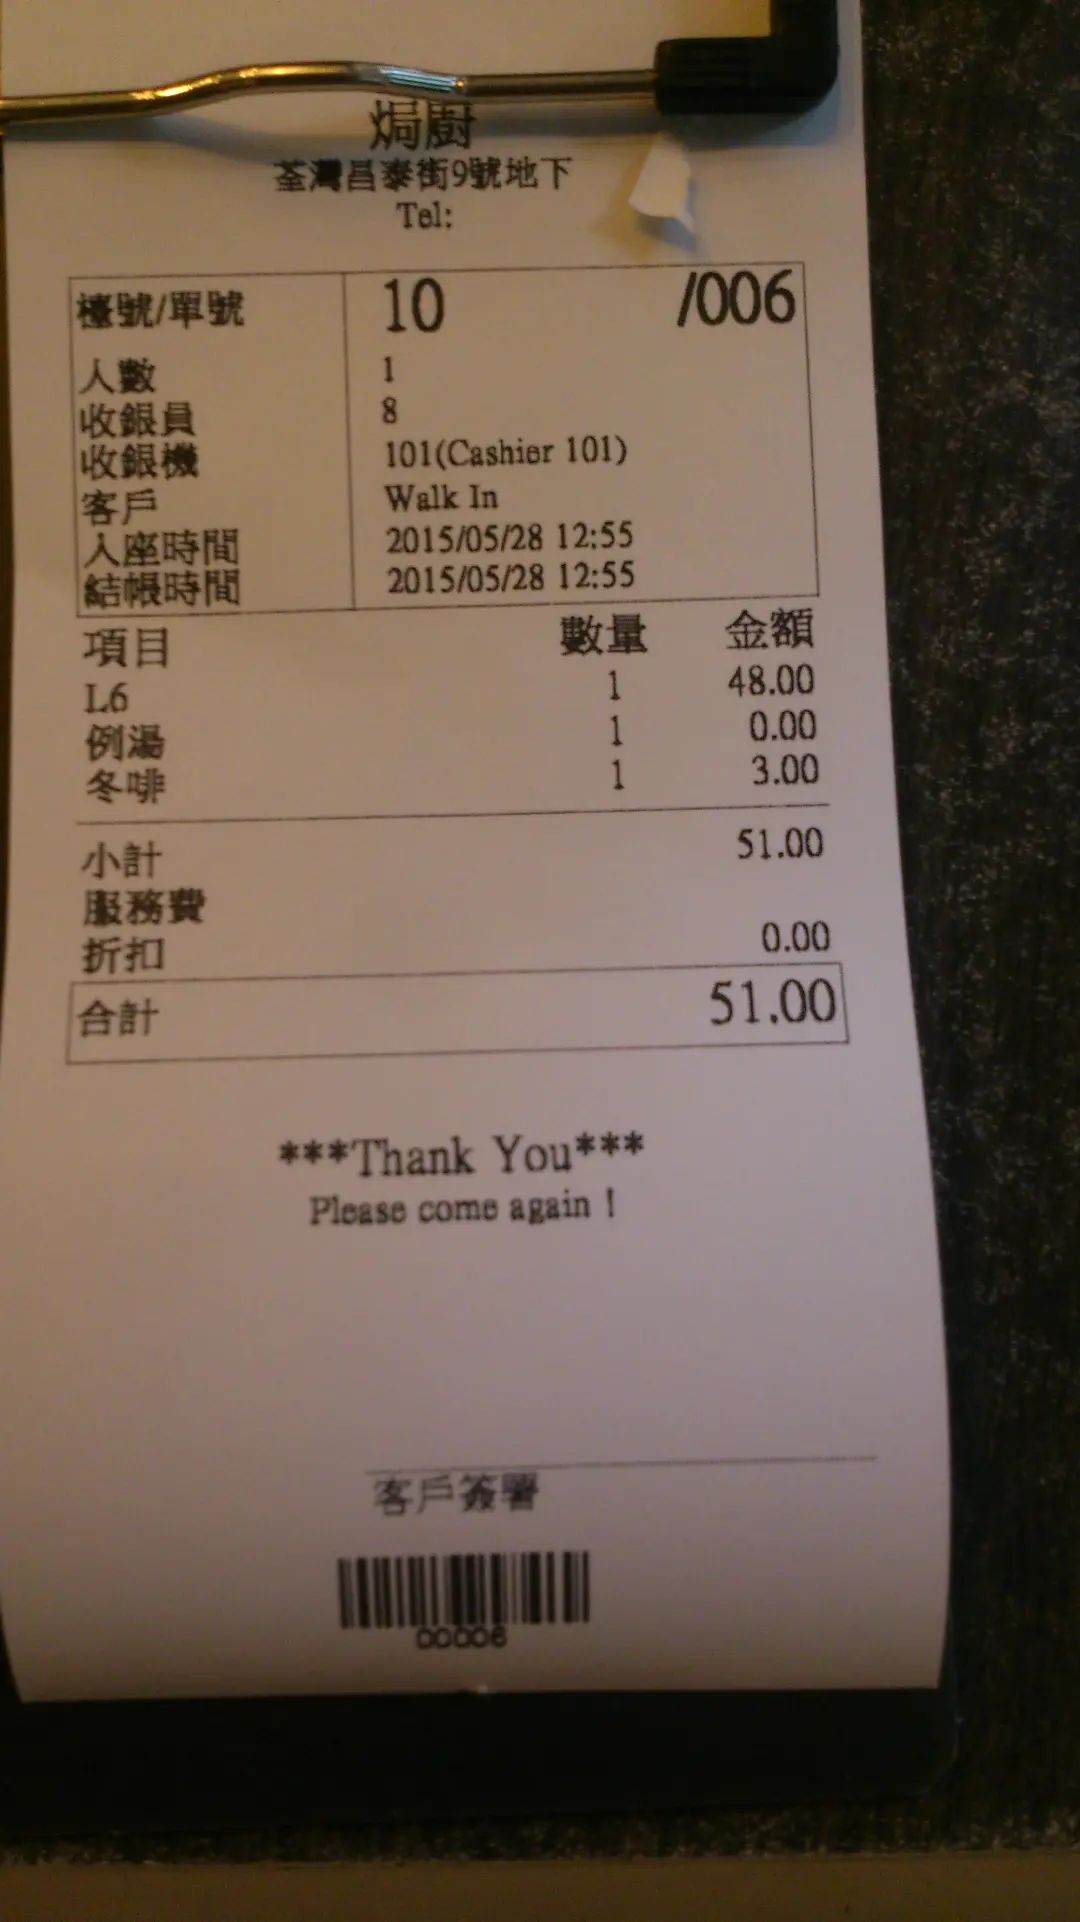 焗廚
荃灣昌泰街9號地下
Tel:
檯號/單號 10 /006
人數 1
收銀員 8
收銀機 101(Cashier 101)
客戶 Walk In
入座時間 2015/05/28 12:55
結帳時間 2015/05/28 12:55
項目 數量 金額
L6 1 48.00
例湯 1 0.00
冬啡 1 3.00
小計 51.00
服務費
折扣 0.00
合計 51.00
***Thank You***
Please come again !
客戶簽署
00006